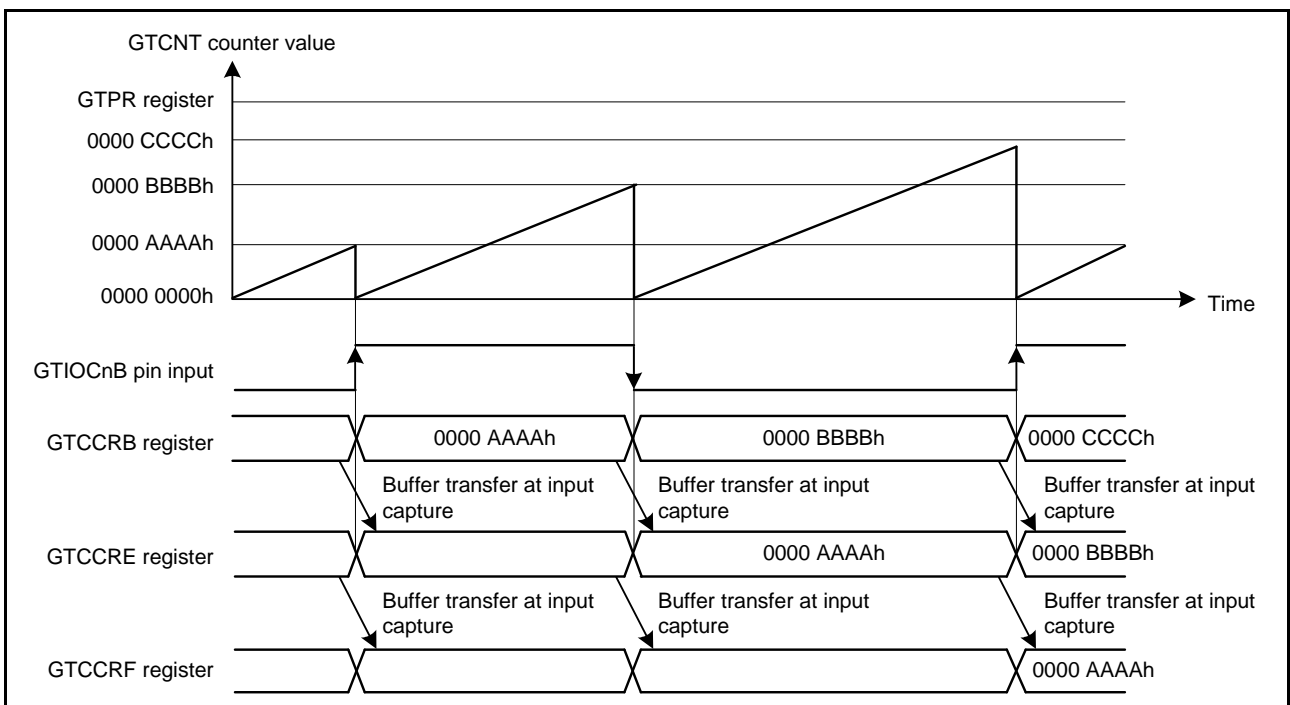 GTCNT counter value
GTPR register
0000 CCCCh
0000 BBBBh
0000 AAAAh
0000 0000h
Time
GTIOCnB pin input
GTCCRB register
0000 AAAAh
0000 BBBBh
0000 CCCCh
Buffer transfer at input
capture
Buffer transfer at input
capture
Buffer transfer at input
capture
GTCCRE register
0000 AAAAh
0000 BBBBh
Buffer transfer at input
capture
Buffer transfer at input
capture
Buffer transfer at input
capture
GTCCRF register
0000 AAAAh